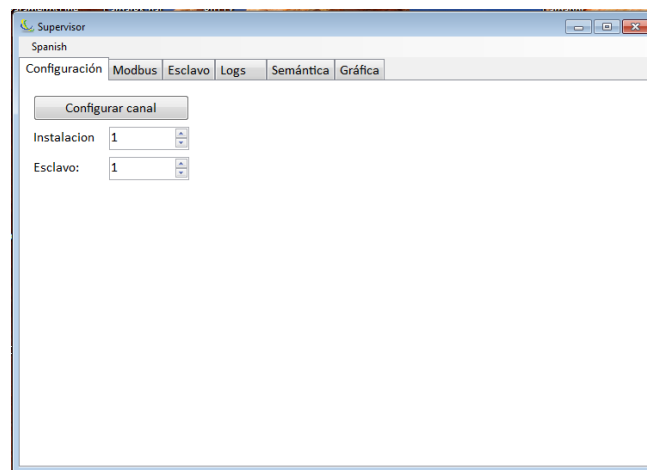 Supervisor
Spanish
Configuración Modbus Esclavo Logs Semántica Gráfica
Configurar canal
Instalacion 1
Esclavo: 1